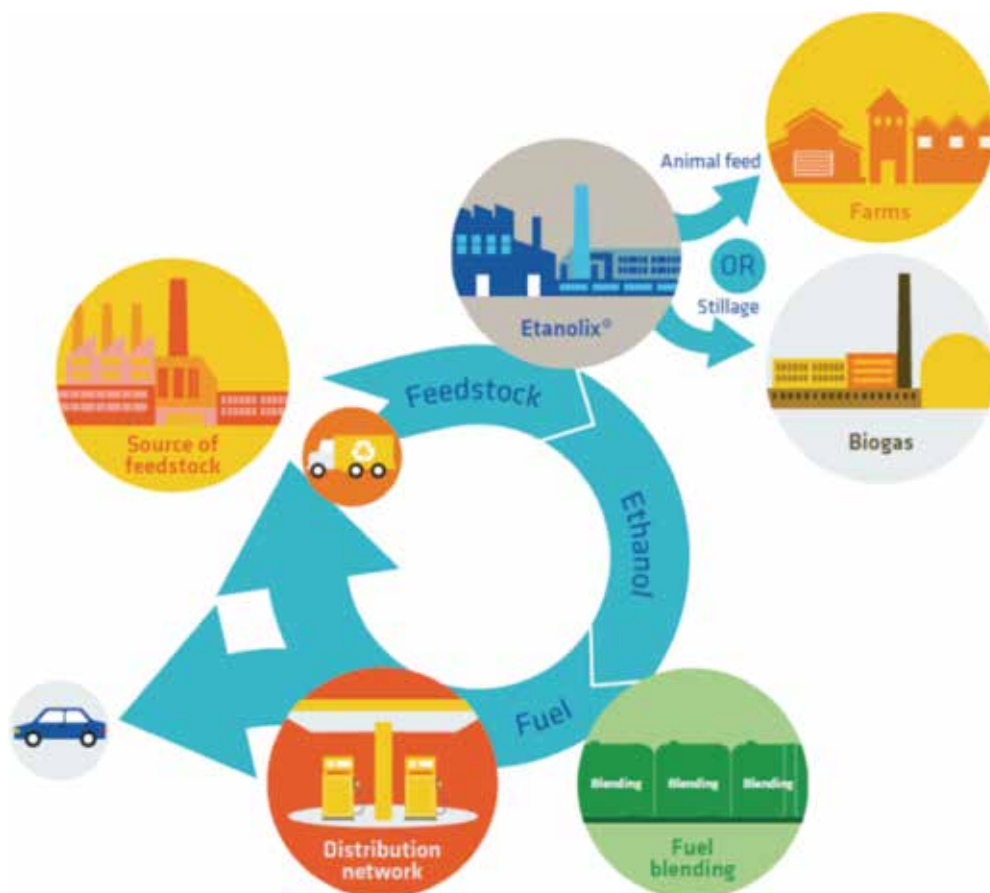 Animal feed
Farms
OR
Stillage
Etanolix®
Biogas
Source of
feedstock
Feedstock
Ethanol
Fuel
Blending
Blending
Blending
Fuel
blending
Distribution
network